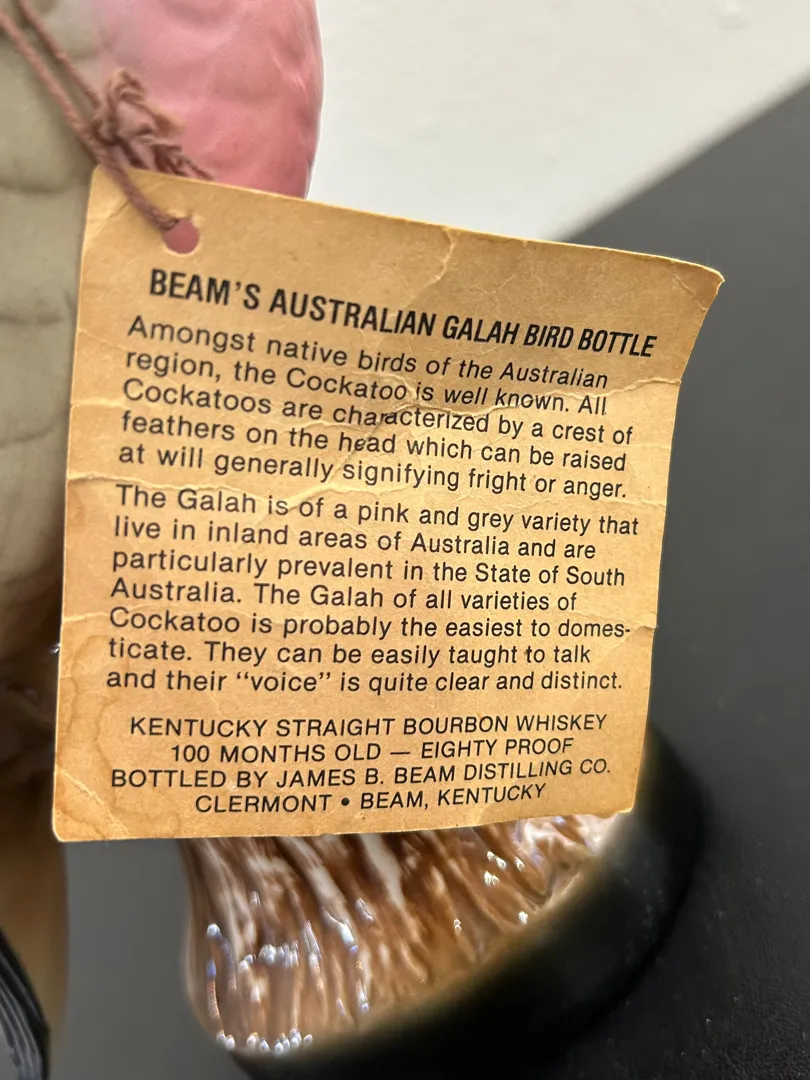 BEAM'S AUSTRALIAN GALAH BIRD BOTTLE
Amongst native birds of the Australian
region, the Cockatoo is well known. All
Cockatoos are characterized by a crest of
feathers on the head which can be raised
at will generally signifying fright or anger.
The Galah is of a pink and grey variety that
live in inland areas of Australia and are
particularly prevalent in the State of South
Australia. The Galah of all varieties of
Cockatoo is probably the easiest to domes-
ticate. They can be easily taught to talk
and their "voice" is quite clear and distinct.
KENTUCKY STRAIGHT BOURBON WHISKEY
100 MONTHS OLD — EIGHTY PROOF
BOTTLED BY JAMES B. BEAM DISTILLING CO.
CLERMONT • BEAM, KENTUCKY